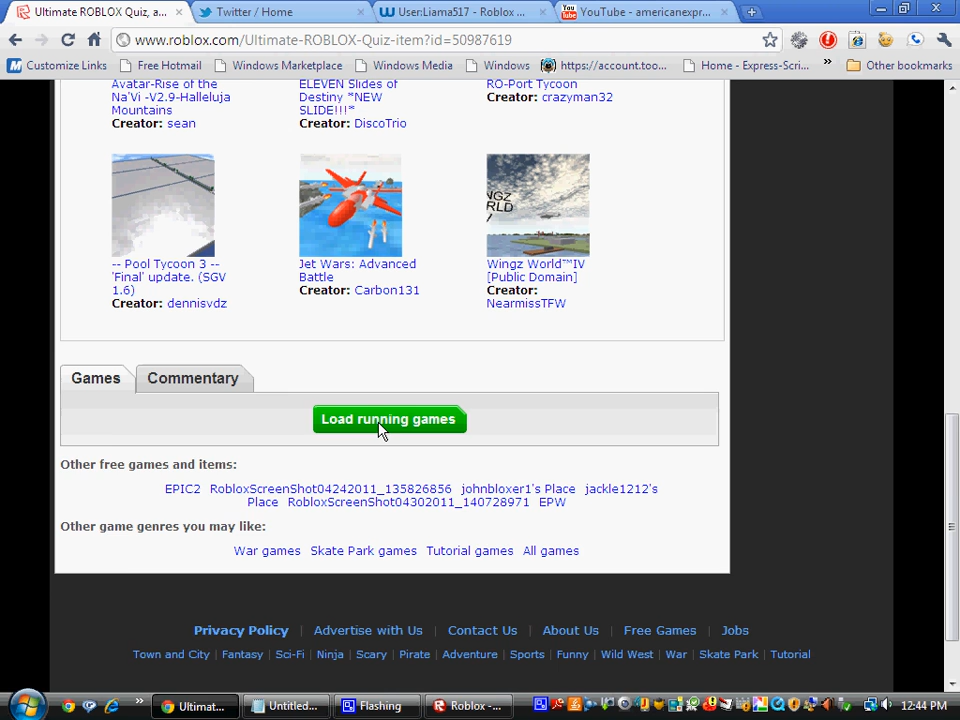 Ultimate ROBLOX Quiz, a...
Twitter / Home
User:Liama517 - Roblox ...
YouTube - americanexpr...
www.roblox.com/Ultimate-ROBLOX-Quiz-item?id=50987619
Customize Links
Free Hotmail
Windows Marketplace
Windows Media
Windows
https://account.too...
Home - Express-Scri...
Other bookmarks
Avatar-Rise of the
Na'Vi -V2.9-Halleluja
Mountains
Creator: sean
ELEVEN Slides of
Destiny *NEW
SLIDE!!!*
Creator: DiscoTrio
RO-Port Tycoon
Creator: crazyman32
-- Pool Tycoon 3 --
'Final' update. (SGV
1.6)
Creator: dennisvdz
Jet Wars: Advanced
Battle
Creator: Carbon131
Wingz World™IV
[Public Domain]
Creator:
NearmissTFW
Games
Commentary
Load running games
Other free games and items:
EPIC2 RobloxScreenShot04242011_135826856 johnbloxer1's Place jackle1212's
Place RobloxScreenShot04302011_140728971 EPW
Other game genres you may like:
War games Skate Park games Tutorial games All games
Privacy Policy | Advertise with Us | Contact Us | About Us | Free Games | Jobs
Town and City | Fantasy | Sci-Fi | Ninja | Scary | Pirate | Adventure | Sports | Funny | Wild West | War | Skate Park | Tutorial
Ultimat...
Untitled...
Flashing
Roblox -...
12:44 PM